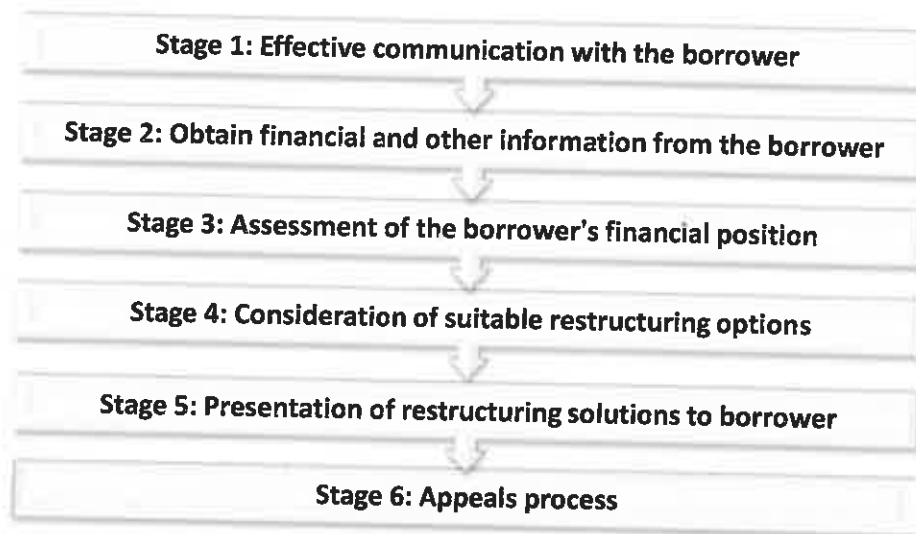 Stage 1: Effective communication with the borrower
Stage 2: Obtain financial and other information from the borrower
Stage 3: Assessment of the borrower's financial position
Stage 4: Consideration of suitable restructuring options
Stage 5: Presentation of restructuring solutions to borrower
Stage 6: Appeals process